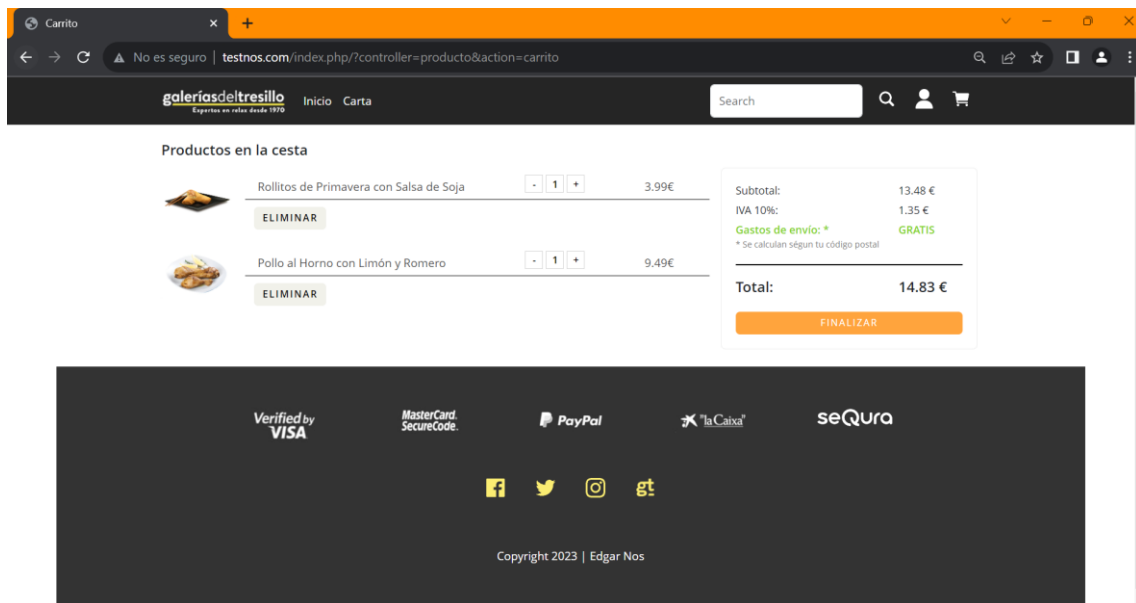 Carrito
No es seguro | testnos.com/index.php/?controller=producto&action=carrito
galeríasdeltresillo
Expertos en relax desde 1970
Inicio Carta
Search
Productos en la cesta
Rollitos de Primavera con Salsa de Soja - 1 + 3.99€
ELIMINAR
Pollo al Horno con Limón y Romero - 1 + 9.49€
ELIMINAR
Subtotal: 13.48 €
IVA 10%: 1.35 €
Gastos de envío: * GRATIS
* Se calculan ségun tu código postal
Total: 14.83 €
FINALIZAR
Verified by
VISA
MasterCard.
SecureCode.
PayPal
"la Caixa"
seQura
gt
Copyright 2023 | Edgar Nos